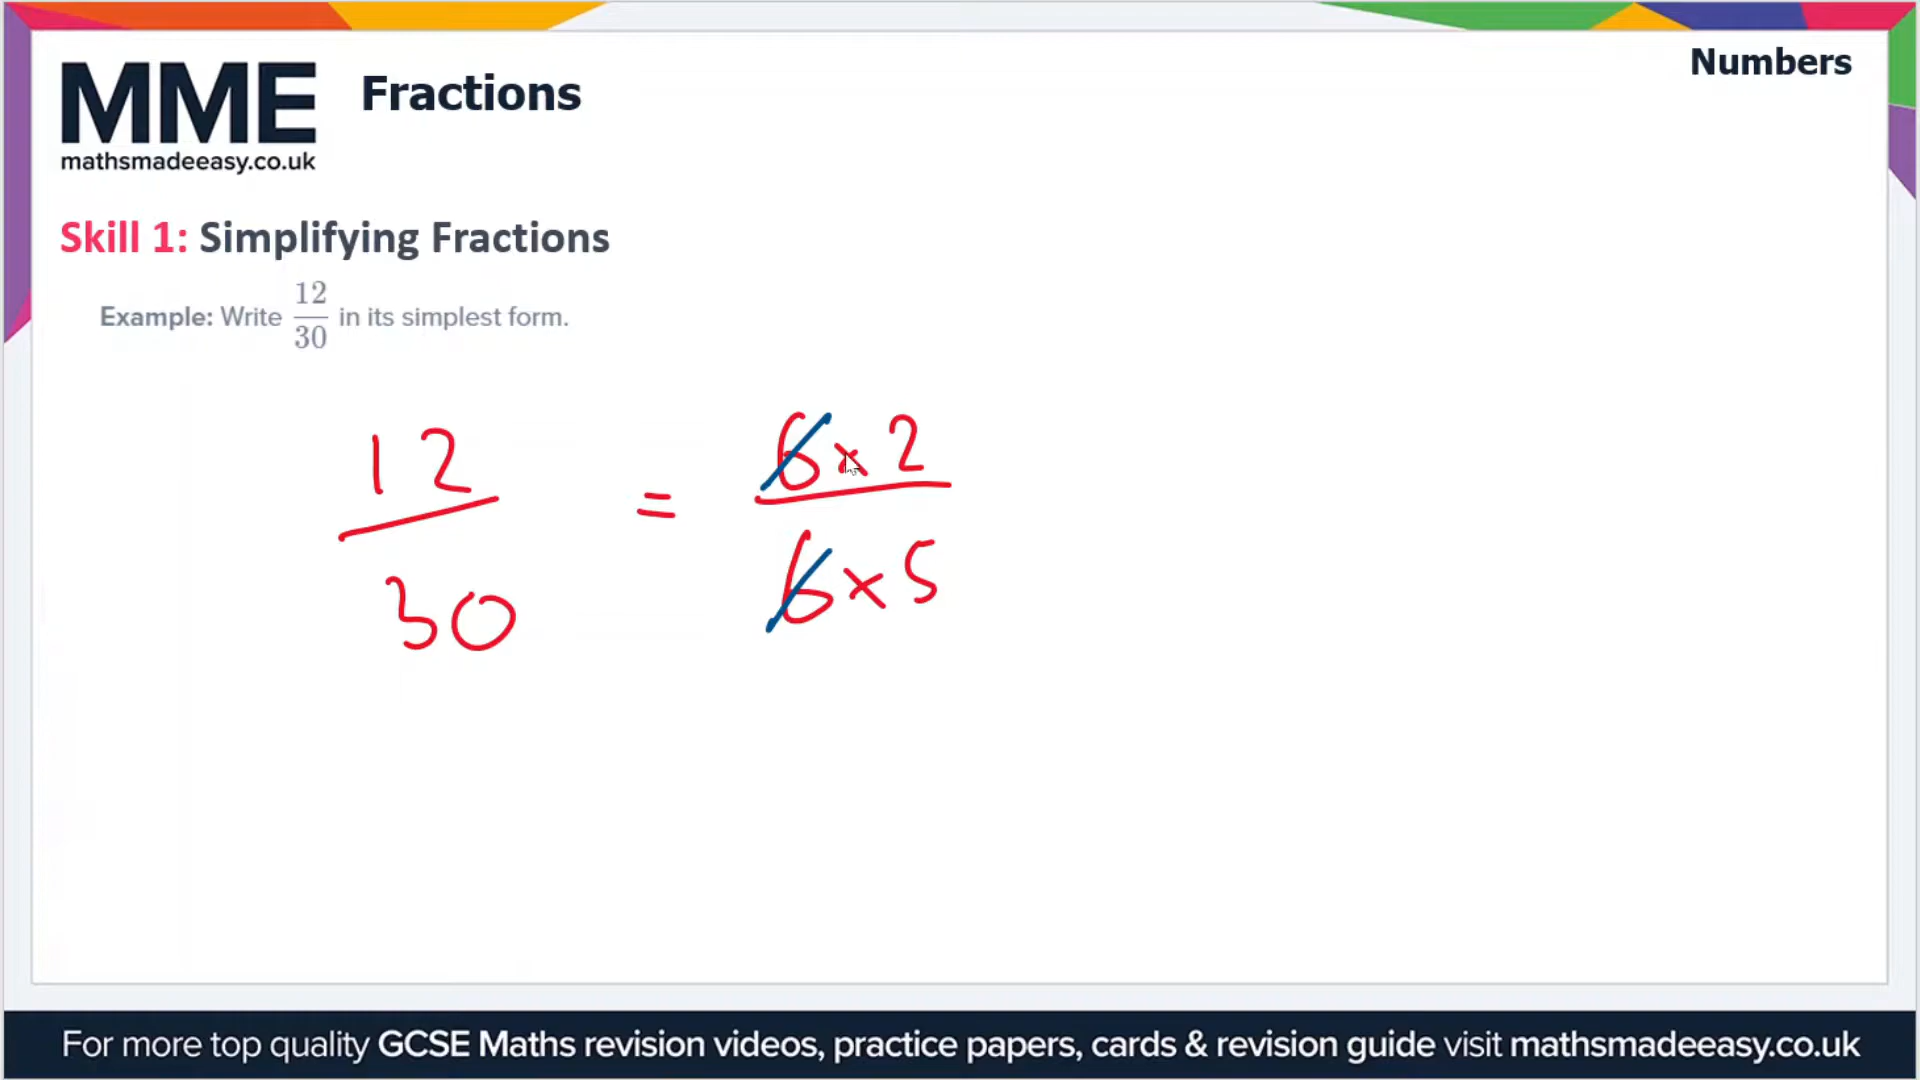 MME
mathsmadeeasy.co.uk
Fractions
Numbers
Skill 1: Simplifying Fractions
Example: Write 12/30 in its simplest form.
12/30 = 6×2/6×5
For more top quality GCSE Maths revision videos, practice papers, cards & revision guide visit mathsmadeeasy.co.uk